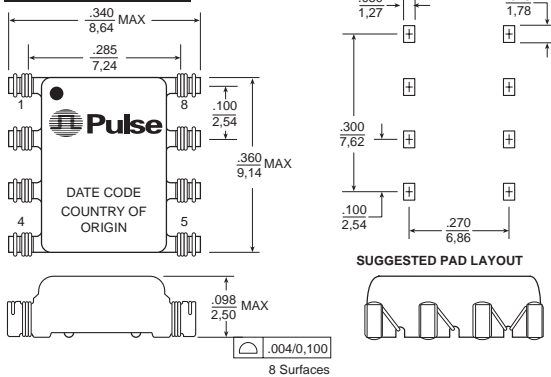 .340
8,64 MAX
.285
7,24
1
8
Pulse
.100
2,54
.360
9,14 MAX
DATE CODE
COUNTRY OF
ORIGIN
4
5
.098
2,50 MAX
.004/0,100
8 Surfaces
1,27
1,78
.300
7,62
.100
2,54
.270
6,86
SUGGESTED PAD LAYOUT